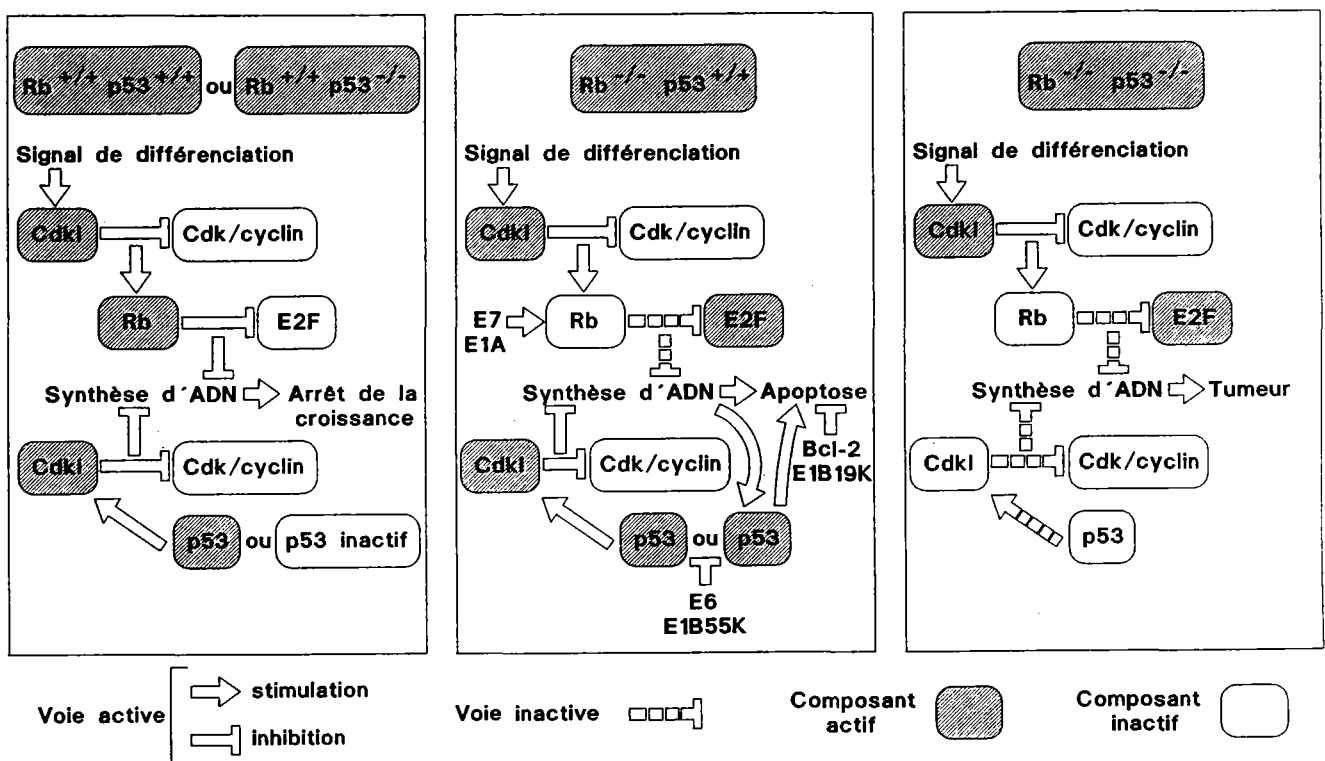 Rb +/+ p53 +/+ ou Rb +/+ p53 -/-
Signal de différenciation
CdkI Cdk/cyclin
Rb E2F
Synthèse d´ADN Arrêt de la
croissance
CdkI Cdk/cyclin
p53 ou p53 inactif
Rb -/- p53 +/+
Signal de différenciation
CdkI Cdk/cyclin
E7 Rb E2F
E1A
Synthèse d´ADN Apoptose
Bcl-2
CdkI Cdk/cyclin E1B19K
p53 ou p53
E6
E1B55K
Rb -/- p53 -/-
Signal de différenciation
CdkI Cdk/cyclin
Rb E2F
Synthèse d´ADN Tumeur
CdkI Cdk/cyclin
p53
Voie active
stimulation
inhibition
Voie inactive
Composant
actif
Composant
inactif